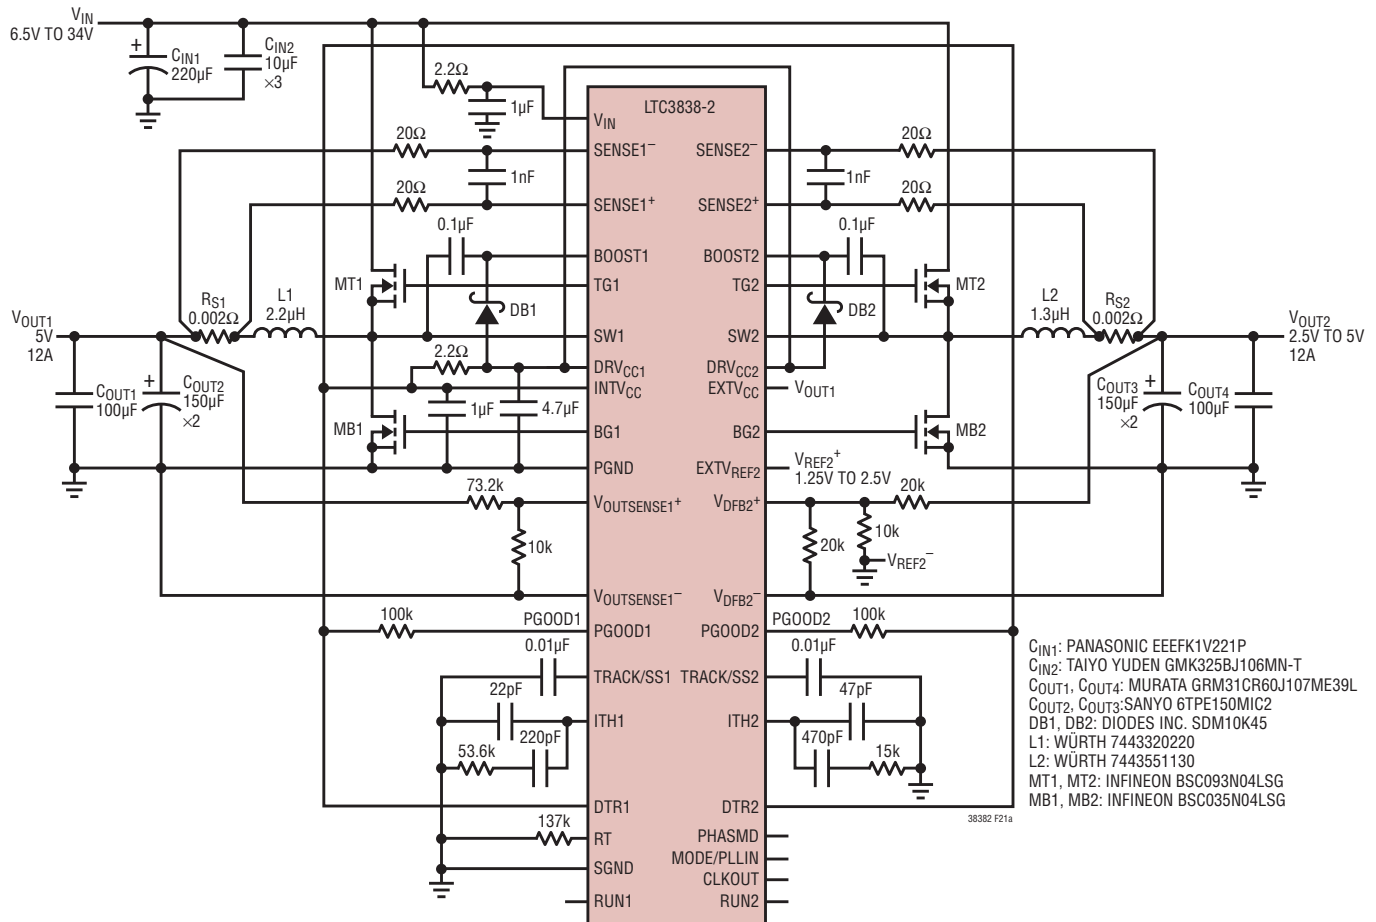 VIN
6.5V TO 34V
+
CIN1
220µF
CIN2
10µF
×3
2.2Ω
1µF
LTC3838-2
VIN
20Ω
SENSE1–
SENSE2–
20Ω
1nF
1nF
20Ω
SENSE1+
SENSE2+
20Ω
0.1µF
0.1µF
BOOST1
BOOST2
MT1
TG1
TG2
MT2
DB1
DB2
VOUT1
5V
12A
RS1
0.002Ω
L1
2.2µH
SW1
SW2
L2
1.3µH
RS2
0.002Ω
VOUT2
2.5V TO 5V
12A
2.2Ω
DRVCC1
DRVCC2
INTVCC
EXTVCC
VOUT1
COUT1
100µF
+
COUT2
150µF
×2
1µF
4.7µF
COUT3
150µF
×2
+
COUT4
100µF
MB1
BG1
BG2
MB2
PGND
EXTVREF2
VREF2+
1.25V TO 2.5V
73.2k
VOUTSENSE1+
VDFB2+
20k
10k
20k
10k
VREF2–
VOUTSENSE1–
VDFB2–
100k
PGOOD1
PGOOD1
PGOOD2
PGOOD2
100k
0.01µF
0.01µF
TRACK/SS1
TRACK/SS2
22pF
47pF
ITH1
ITH2
220pF
53.6k
470pF
15k
DTR1
DTR2
137k
RT
PHASMD
MODE/PLLIN
SGND
CLKOUT
RUN1
RUN2
CIN1: PANASONIC EEEFK1V221P
CIN2: TAIYO YUDEN GMK325BJ106MN-T
COUT1, COUT4: MURATA GRM31CR60J107ME39L
COUT2, COUT3:SANYO 6TPE150MIC2
DB1, DB2: DIODES INC. SDM10K45
L1: WÜRTH 7443320220
L2: WÜRTH 7443551130
MT1, MT2: INFINEON BSC093N04LSG
MB1, MB2: INFINEON BSC035N04LSG
38382 F21a